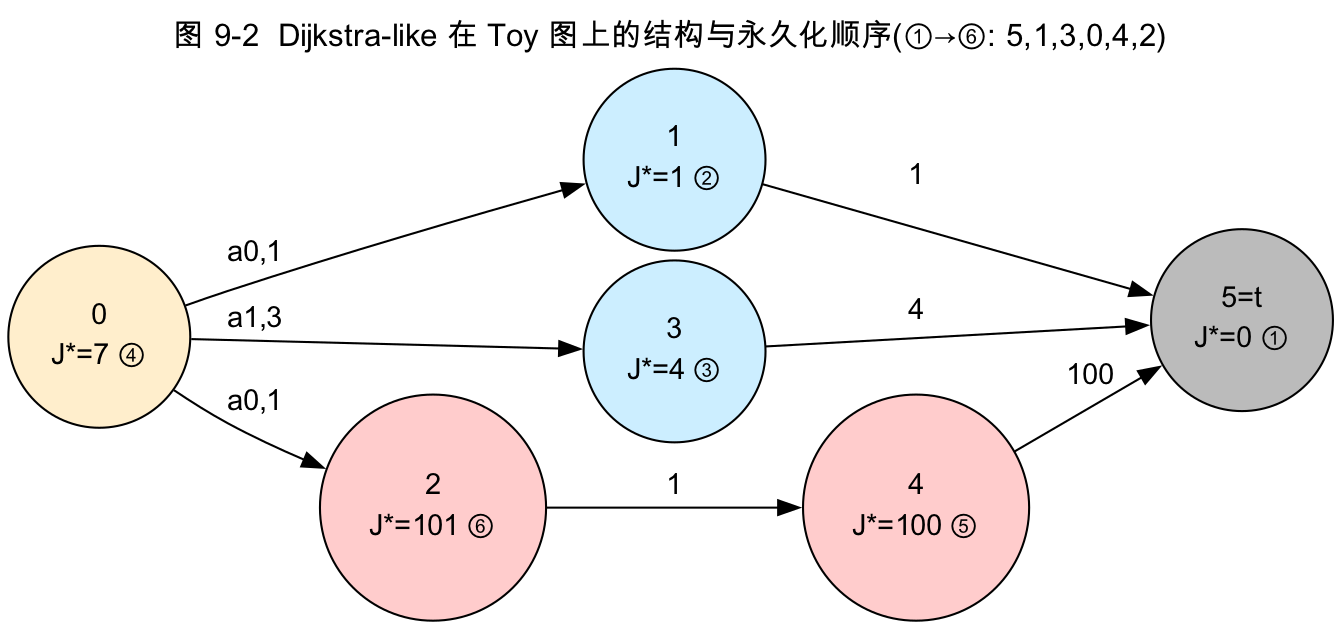 图 9-2 Dijkstra-like 在 Toy 图上的结构与永久化顺序(①→⑥: 5,1,3,0,4,2)
1
J*=1 ②
1
a0,1
0
J*=7 ④
a1,3
3
J*=4 ③
4
5=t
J*=0 ①
a0,1
2
J*=101 ⑥
1
4
J*=100 ⑤
100